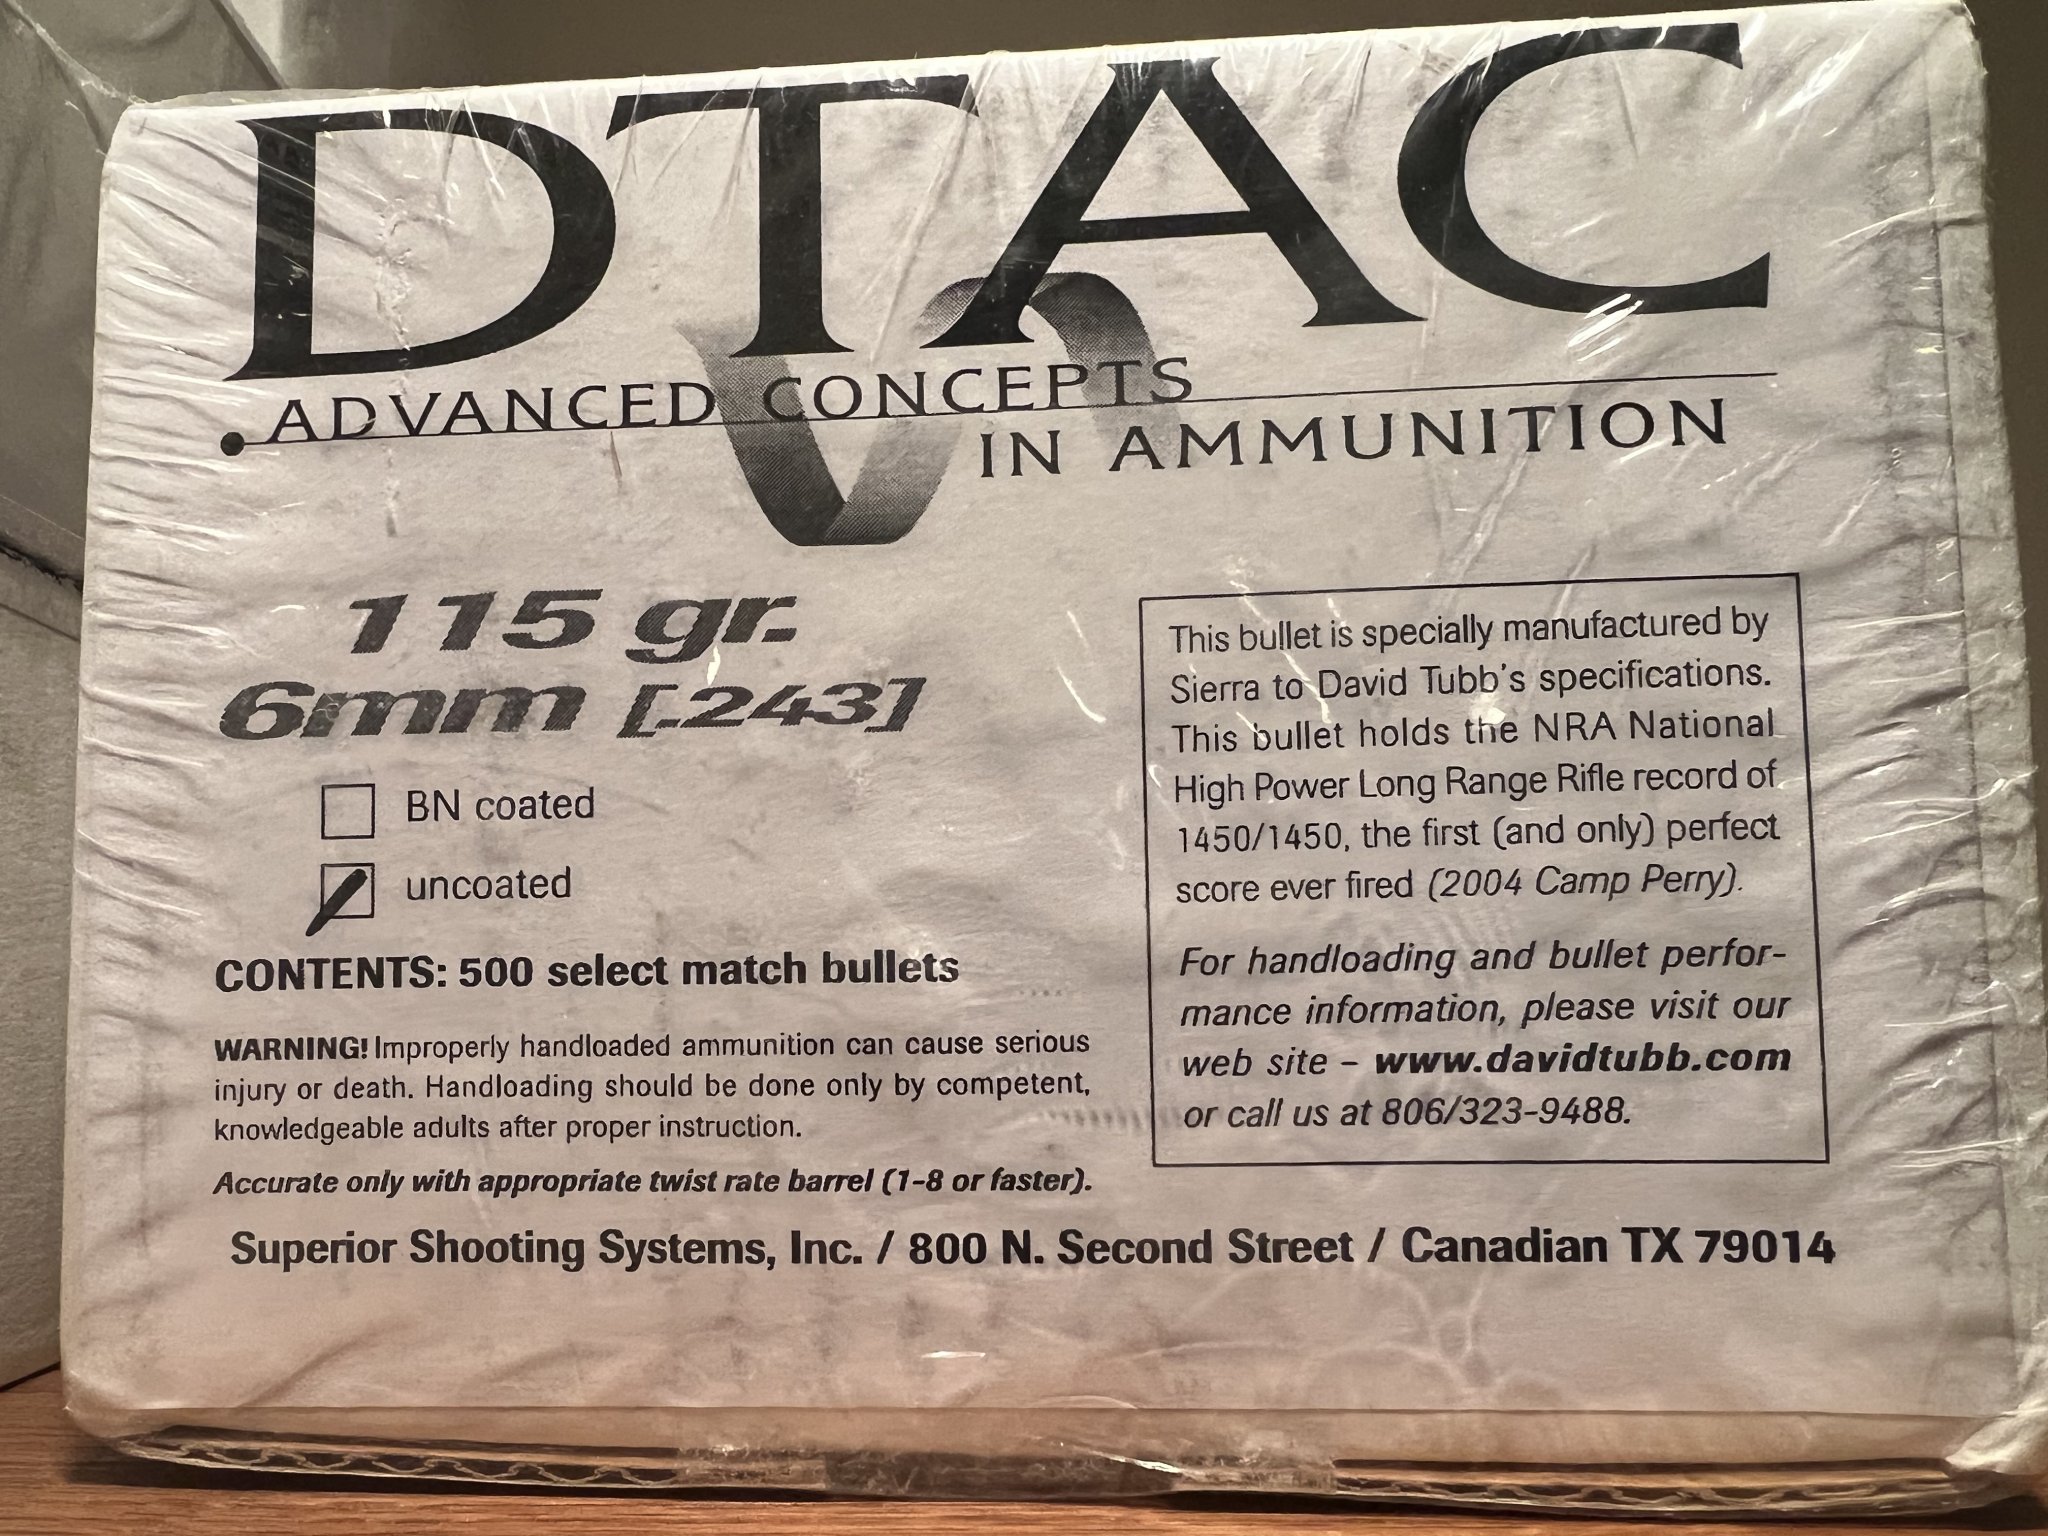 DTAC
ADVANCED CONCEPTS
IN AMMUNITION
115 gr.
6mm [.243]
BN coated
uncoated
CONTENTS: 500 select match bullets
WARNING! Improperly handloaded ammunition can cause serious
injury or death. Handloading should be done only by competent,
knowledgeable adults after proper instruction.
Accurate only with appropriate twist rate barrel (1-8 or faster).
This bullet is specially manufactured by
Sierra to David Tubb's specifications.
This bullet holds the NRA National
High Power Long Range Rifle record of
1450/1450, the first (and only) perfect
score ever fired (2004 Camp Perry).
For handloading and bullet perfor-
mance information, please visit our
web site – www.davidtubb.com
or call us at 806/323-9488.
Superior Shooting Systems, Inc. / 800 N. Second Street / Canadian TX 79014